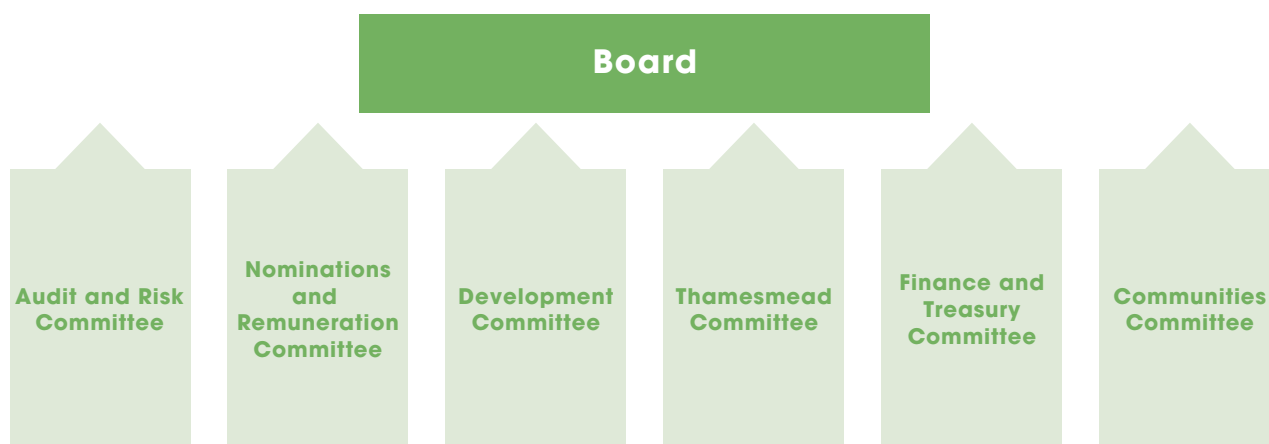 Board
Audit and Risk
Committee
Nominations
and
Remuneration
Committee
Development
Committee
Thamesmead
Committee
Finance and
Treasury
Committee
Communities
Committee